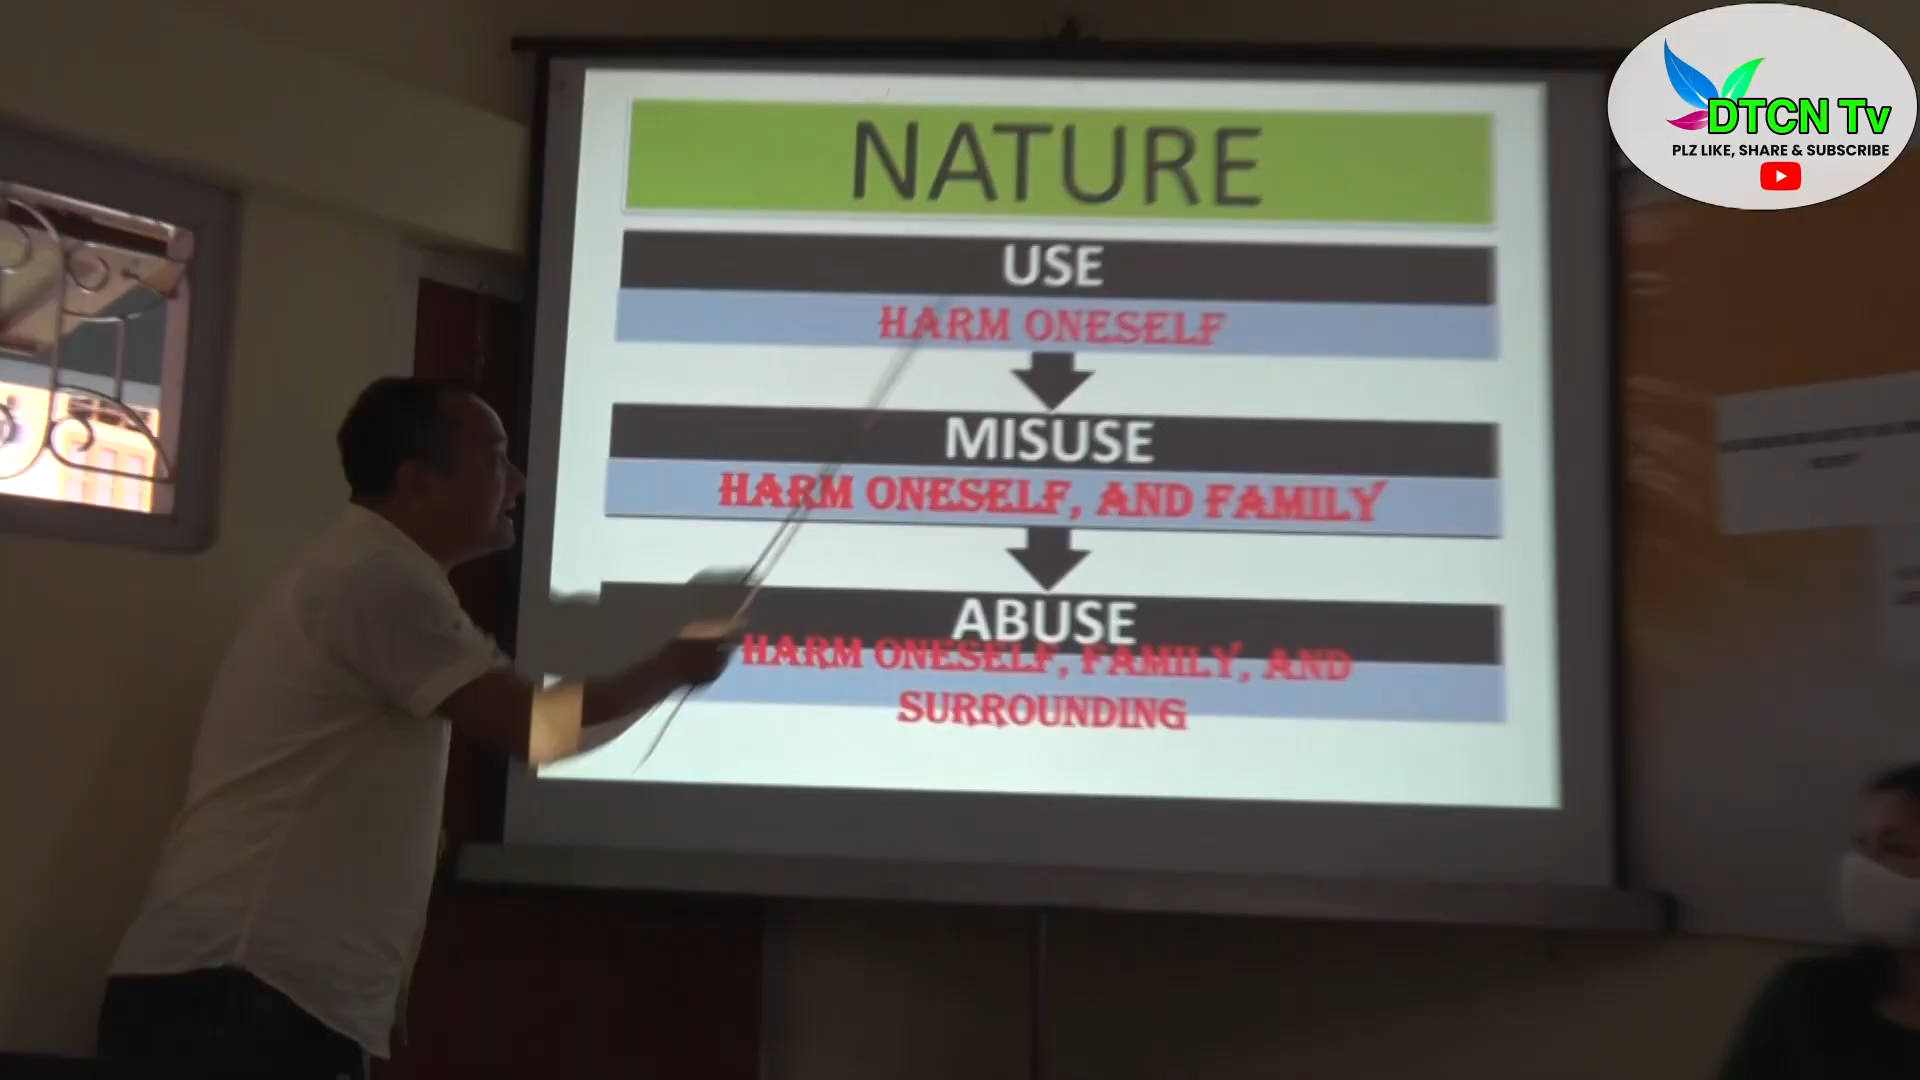 NATURE
USE
HARM ONESELF
MISUSE
HARM ONESELF, AND FAMILY
ABUSE
HARM ONESELF, FAMILY, AND
SURROUNDING
DTCN Tv
PLZ LIKE, SHARE & SUBSCRIBE